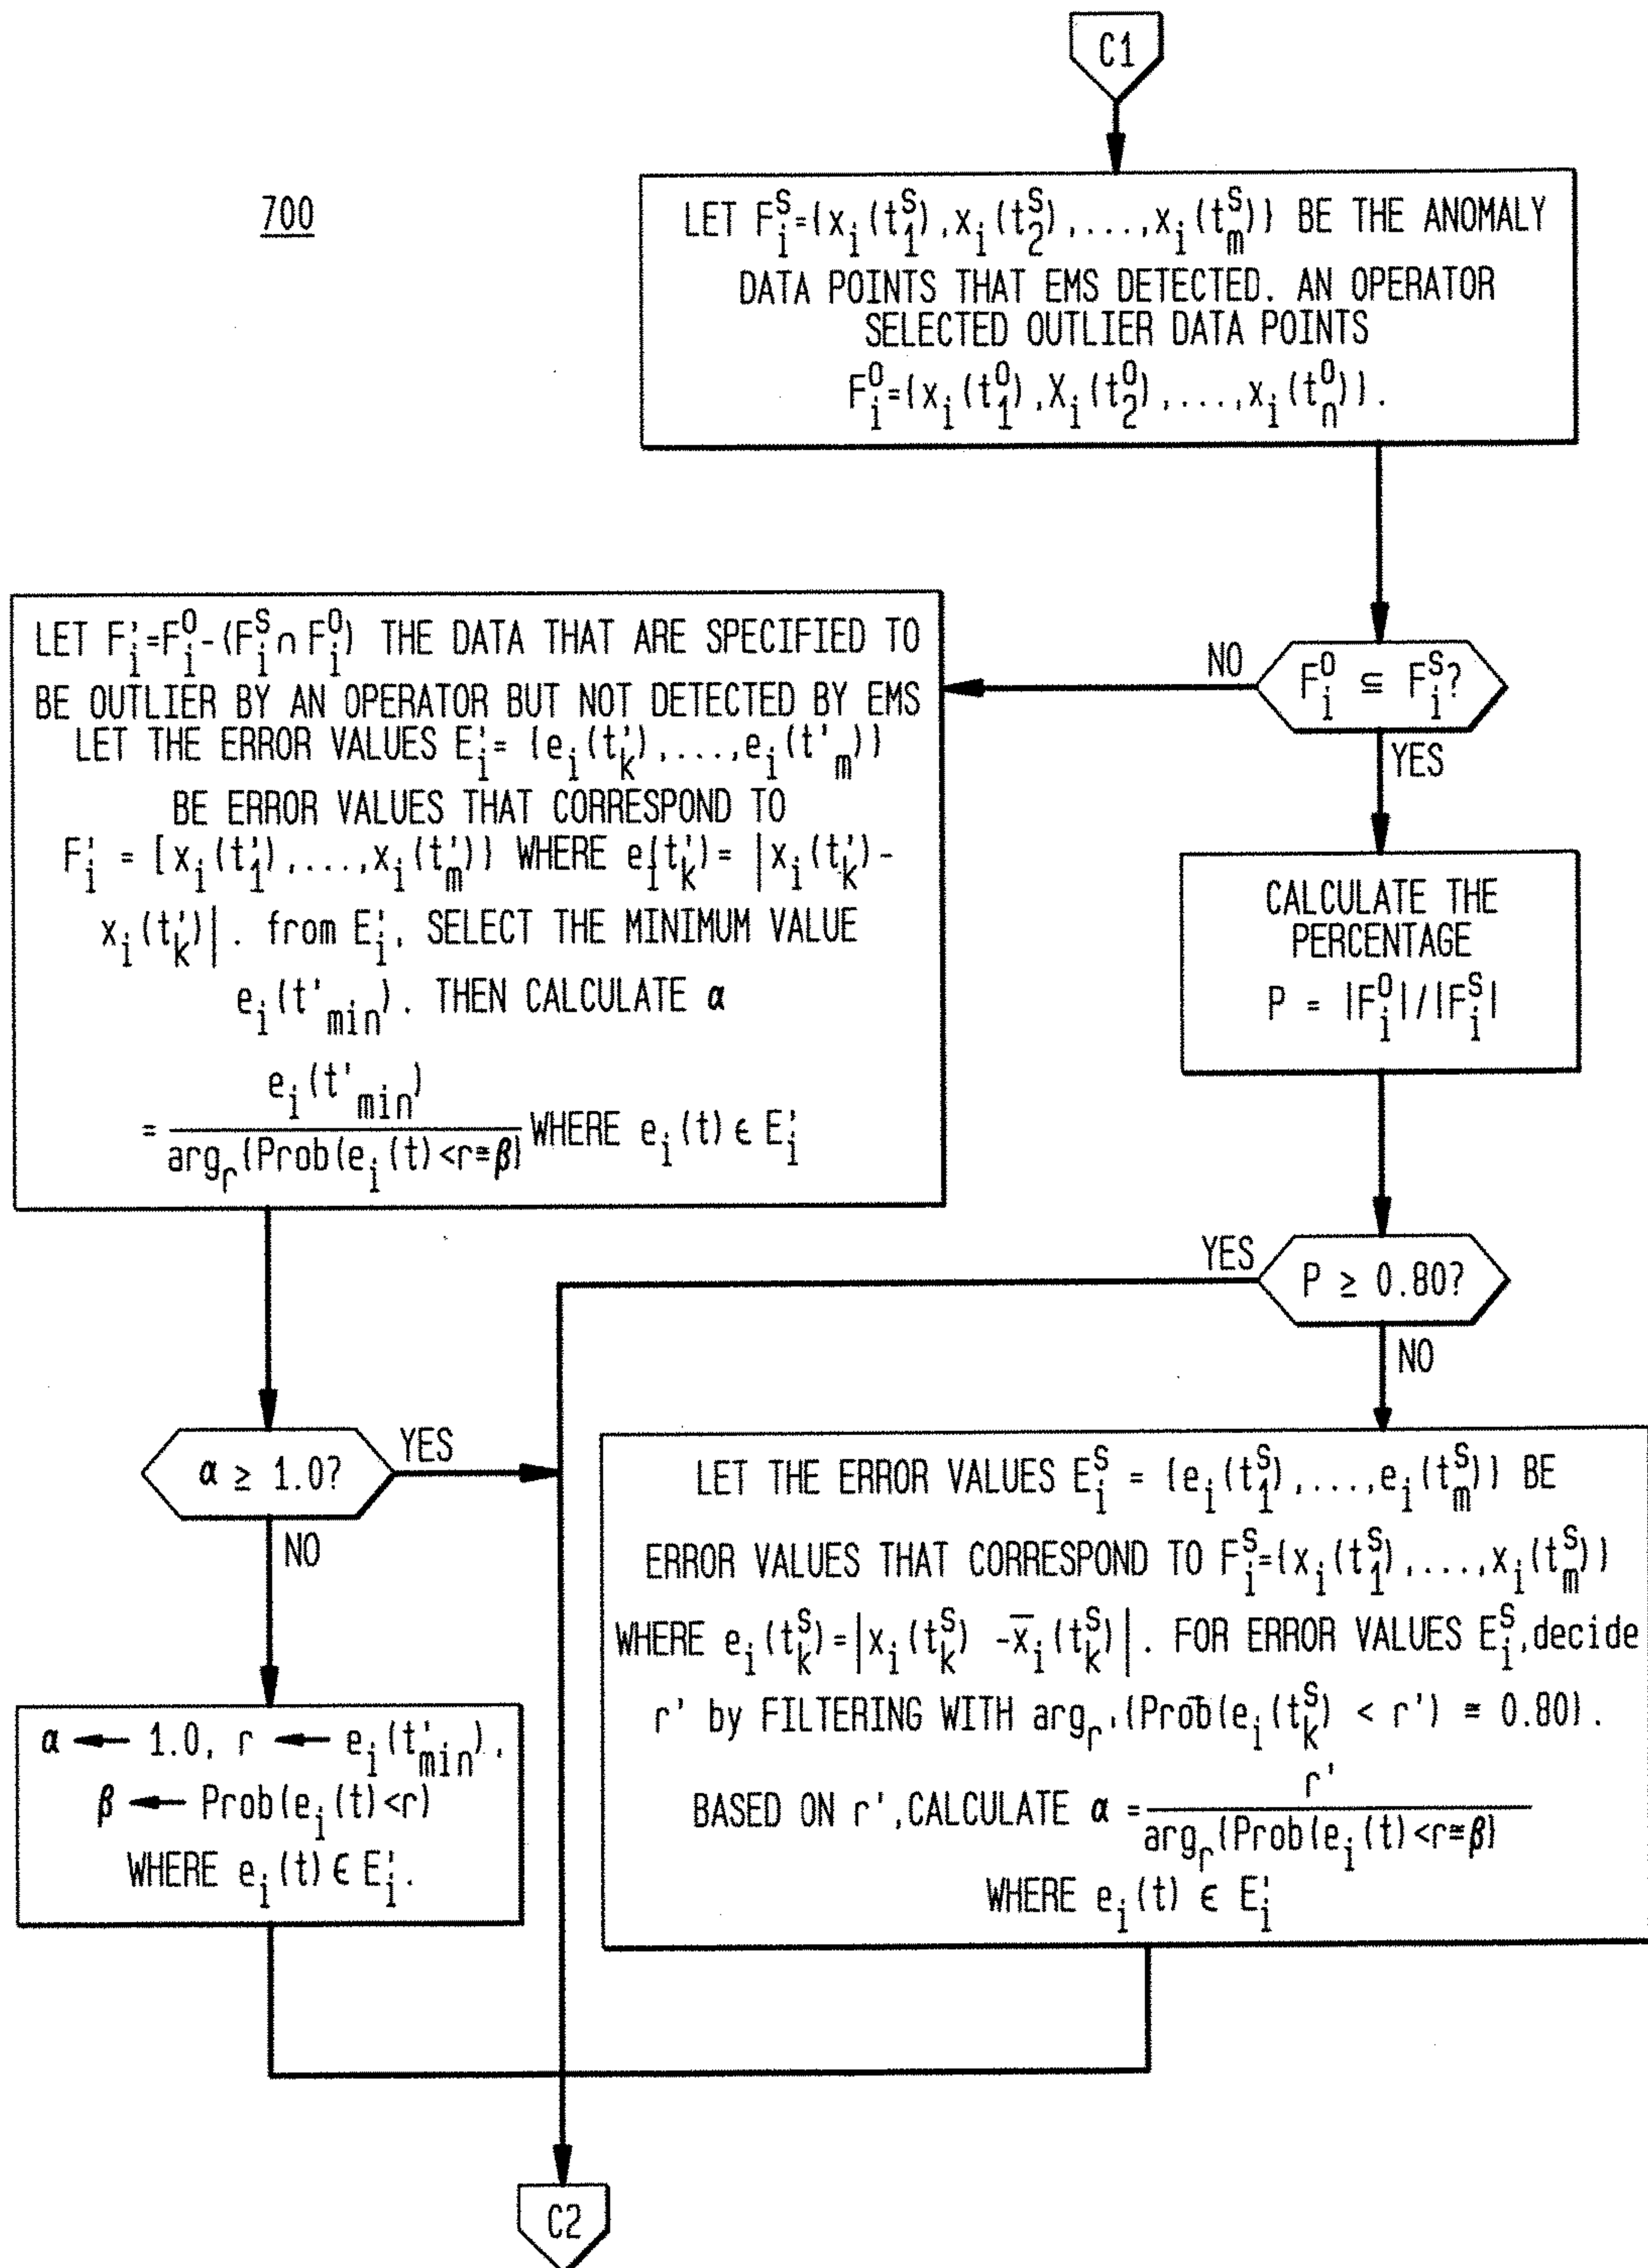 C1
700
LET F_i^S={x_i(t_1^S),x_i(t_2^S),...,x_i(t_m^S)} BE THE ANOMALY
DATA POINTS THAT EMS DETECTED. AN OPERATOR
SELECTED OUTLIER DATA POINTS
F_i^O={x_i(t_1^O),X_i(t_2^O),...,x_i(t_n^O)}.
F_i^O ⊆ F_i^S?
NO
YES
LET F_i'=F_i^O-(F_i^S∩F_i^O) THE DATA THAT ARE SPECIFIED TO
BE OUTLIER BY AN OPERATOR BUT NOT DETECTED BY EMS
LET THE ERROR VALUES E_i'= {e_i(t_k'),...,e_i(t'_m)}
BE ERROR VALUES THAT CORRESPOND TO
F_i' = [x_i(t_1'),...,x_i(t_m')} WHERE e_i(t_k')= |x_i(t_k')-
x_i(t_k')|. from E_i', SELECT THE MINIMUM VALUE
e_i(t'_min). THEN CALCULATE α
e_i(t'_min)
= arg_r{Prob(e_i(t)<r≅β} WHERE e_i(t) ϵ E_i'
CALCULATE THE
PERCENTAGE
P = |F_i^O|/|F_i^S|
P ≥ 0.80?
YES
NO
α ≥ 1.0?
YES
NO
LET THE ERROR VALUES E_i^S = {e_i(t_1^S),...,e_i(t_m^S)} BE
ERROR VALUES THAT CORRESPOND TO F_i^S={x_i(t_1^S),...,x_i(t_m^S)}
WHERE e_i(t_k^S)=|x_i(t_k^S) -x̄_i(t_k^S)|. FOR ERROR VALUES E_i^S,decide
r' by FILTERING WITH arg_r'{Prob(e_i(t_k^S) < r') ≅ 0.80}.
r'
BASED ON r',CALCULATE α = arg_r{Prob(e_i(t)<r≅β}
WHERE e_i(t) ϵ E_i'
α ← 1.0, r ← e_i(t'_min),
β ← Prob(e_i(t)<r)
WHERE e_i(t) ϵ E_i'.
C2